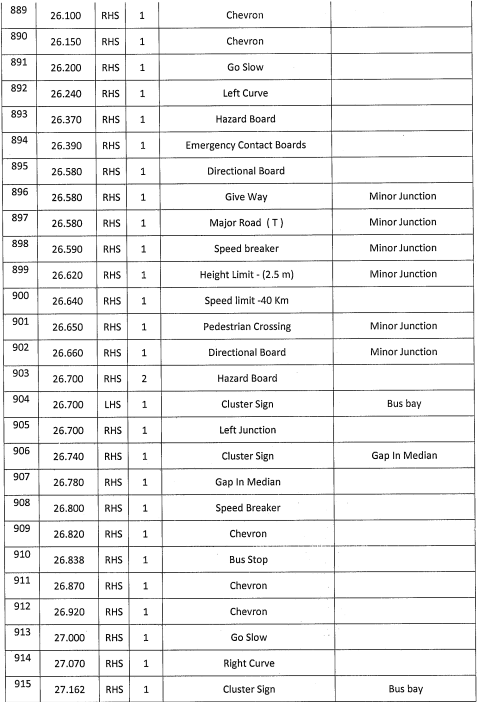 889 26.100 RHS 1 Chevron
890 26.150 RHS 1 Chevron
891 26.200 RHS 1 Go Slow
892 26.240 RHS 1 Left Curve
893 26.370 RHS 1 Hazard Board
894 26.390 RHS 1 Emergency Contact Boards
895 26.580 RHS 1 Directional Board
896 26.580 RHS 1 Give Way Minor Junction
897 26.580 RHS 1 Major Road ( T ) Minor Junction
898 26.590 RHS 1 Speed breaker Minor Junction
899 26.620 RHS 1 Height Limit - (2.5 m) Minor Junction
900 26.640 RHS 1 Speed limit -40 Km
901 26.650 RHS 1 Pedestrian Crossing Minor Junction
902 26.660 RHS 1 Directional Board Minor Junction
903 26.700 RHS 2 Hazard Board
904 26.700 LHS 1 Cluster Sign Bus bay
905 26.700 RHS 1 Left Junction
906 26.740 RHS 1 Cluster Sign Gap In Median
907 26.780 RHS 1 Gap In Median
908 26.800 RHS 1 Speed Breaker
909 26.820 RHS 1 Chevron
910 26.838 RHS 1 Bus Stop
911 26.870 RHS 1 Chevron
912 26.920 RHS 1 Chevron
913 27.000 RHS 1 Go Slow
914 27.070 RHS 1 Right Curve
915 27.162 RHS 1 Cluster Sign Bus bay